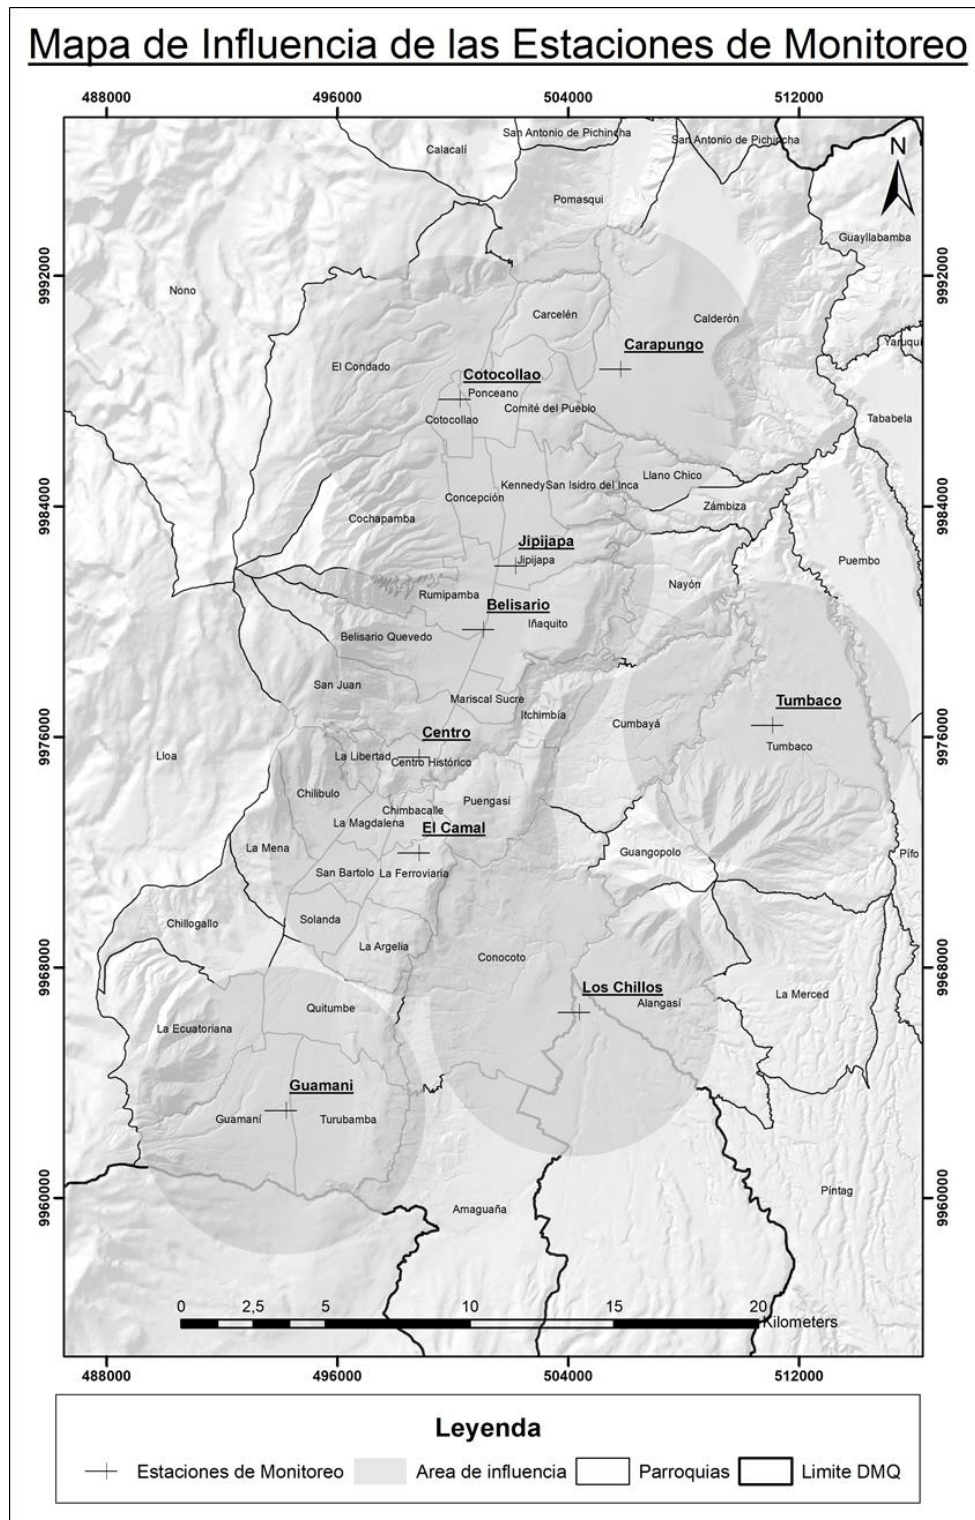 Mapa de Influencia de las Estaciones de Monitoreo
488000 496000 504000 512000
San Antonio de Pichincha
San Antonio de Pichincha
Calacalí
N
Pomasqui
Guayllabamba
9992000 9992000
Nono
Carcelén
Calderón
Carapungo
Yaruquí
El Condado
Cotocollao
Ponceano
Comité del Pueblo
Cotocollao
Tababela
Llano Chico
Kennedy
San Isidro del Inca
Concepción
Zámbiza
9984000 9984000
Cochapamba
Jipijapa
Jipijapa
Puembo
Nayón
Rumipamba
Belisario
Iñaquito
Belisario Quevedo
San Juan
Mariscal Sucre
Tumbaco
Itchimbía
Cumbayá
Centro
9976000 9976000
Tumbaco
Lloa
La Libertad
Centro Histórico
Chilibulo
Puengasí
Chimbacalle
La Magdalena
El Camal
La Mena
Guangopolo
Pifo
San Bartolo
La Ferroviaria
Chillogallo
Solanda
La Argelia
Conocoto
9968000 9968000
Los Chillos
La Merced
Alangasí
Quitumbe
La Ecuatoriana
Guamani
Guamaní
Turubamba
Píntag
9960000 9960000
Amaguaña
0 2,5 5 10 15 20
Kilometers
488000 496000 504000 512000
Leyenda
Estaciones de Monitoreo Area de influencia Parroquias Limite DMQ